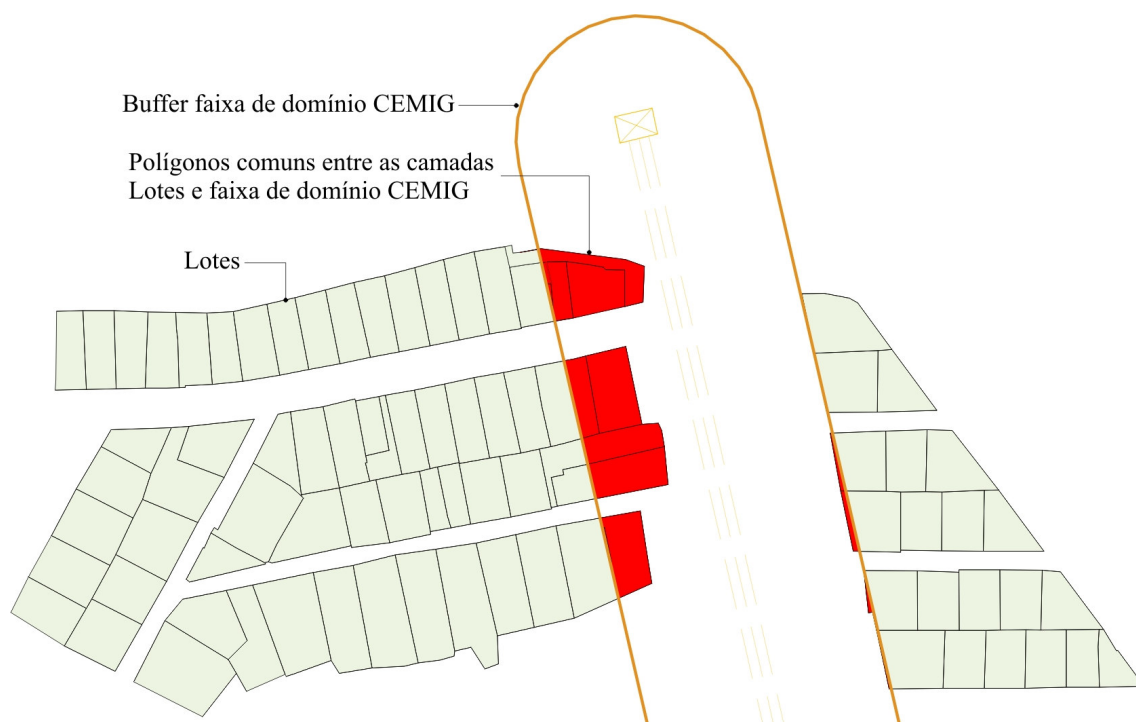 Buffer faixa de domínio CEMIG
Polígonos comuns entre as camadas
Lotes e faixa de domínio CEMIG
Lotes